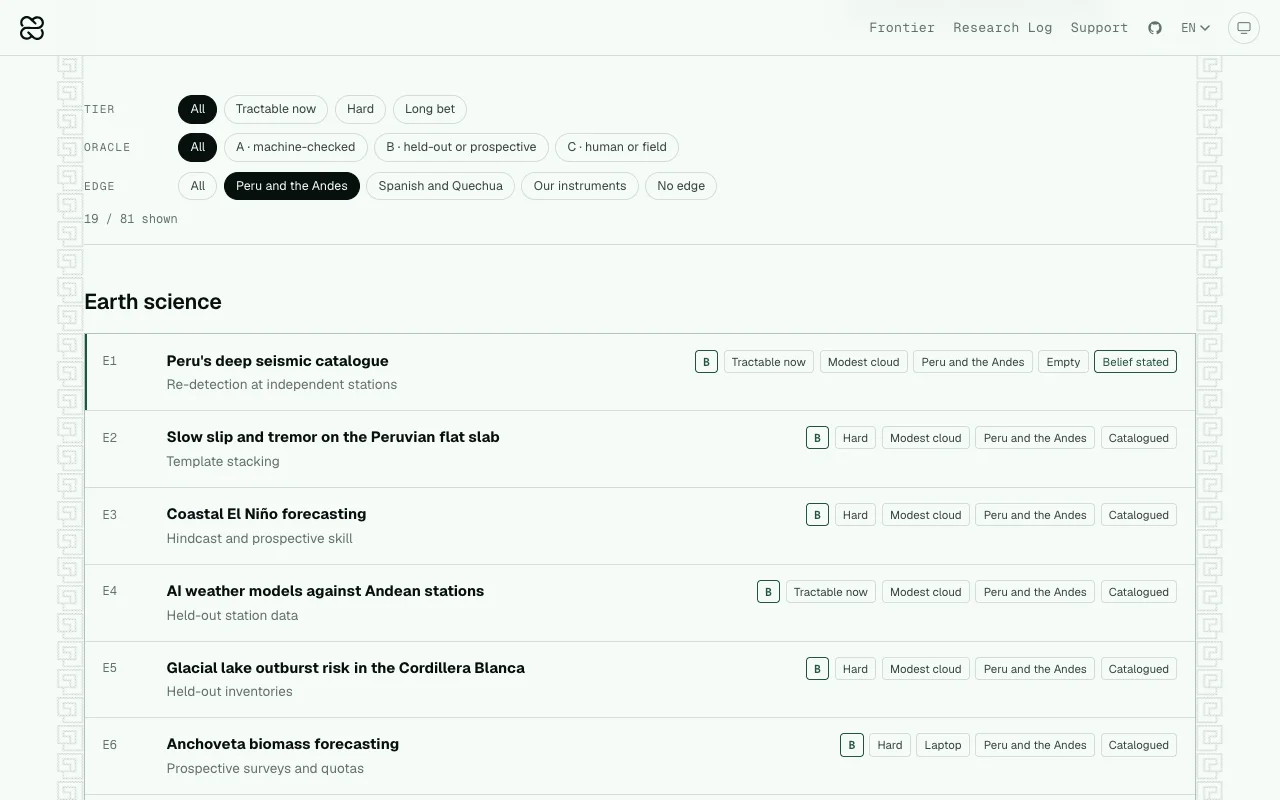 Frontier Research Log Support EN
TIER All Tractable now Hard Long bet
ORACLE All A · machine-checked B · held-out or prospective C · human or field
EDGE All Peru and the Andes Spanish and Quechua Our instruments No edge
19 / 81 shown
Earth science
E1 Peru's deep seismic catalogue B Tractable now Modest cloud Peru and the Andes Empty Belief stated
Re-detection at independent stations
E2 Slow slip and tremor on the Peruvian flat slab B Hard Modest cloud Peru and the Andes Catalogued
Template stacking
E3 Coastal El Niño forecasting B Hard Modest cloud Peru and the Andes Catalogued
Hindcast and prospective skill
E4 AI weather models against Andean stations B Tractable now Modest cloud Peru and the Andes Catalogued
Held-out station data
E5 Glacial lake outburst risk in the Cordillera Blanca B Hard Modest cloud Peru and the Andes Catalogued
Held-out inventories
E6 Anchoveta biomass forecasting B Hard Laptop Peru and the Andes Catalogued
Prospective surveys and quotas